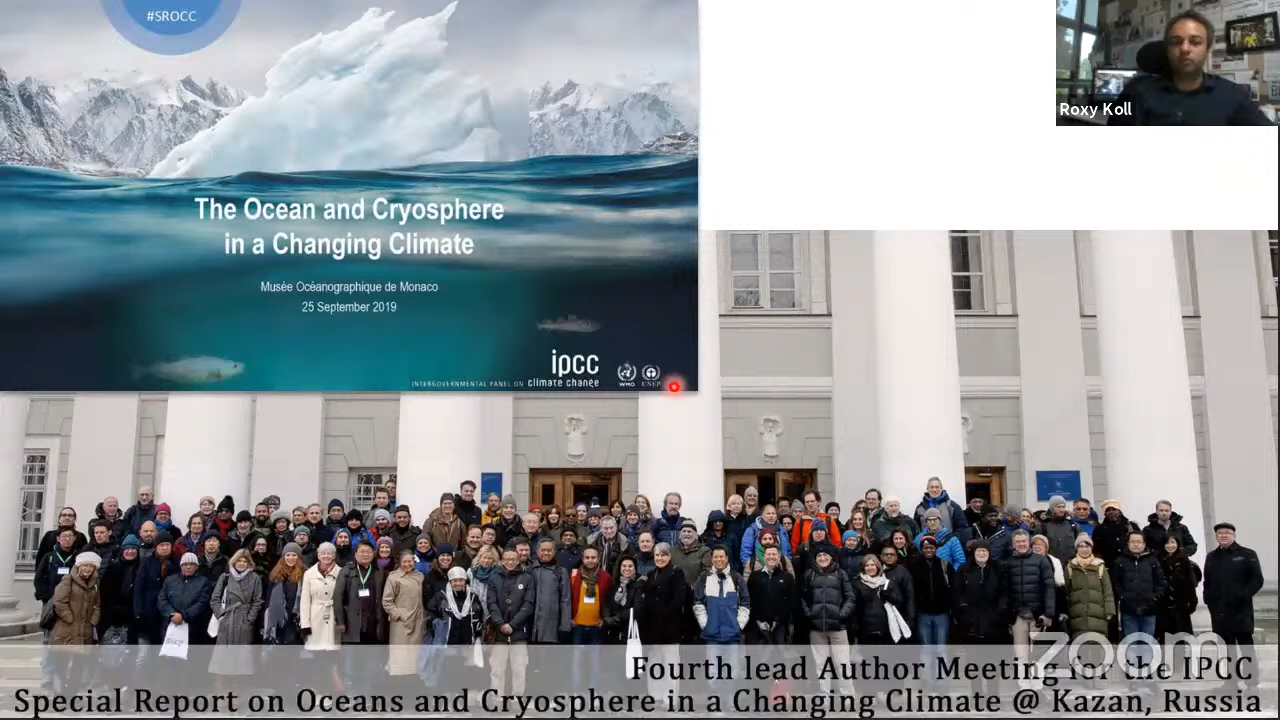 #SROCC
The Ocean and Cryosphere
in a Changing Climate
Musée Océanographique de Monaco
25 September 2019
ipcc
INTERGOVERNMENTAL PANEL ON climate change
WMO
UNEP
Roxy Koll
Fourth lead Author Meeting for the IPCC
Special Report on Oceans and Cryosphere in a Changing Climate @ Kazan, Russia
zoom